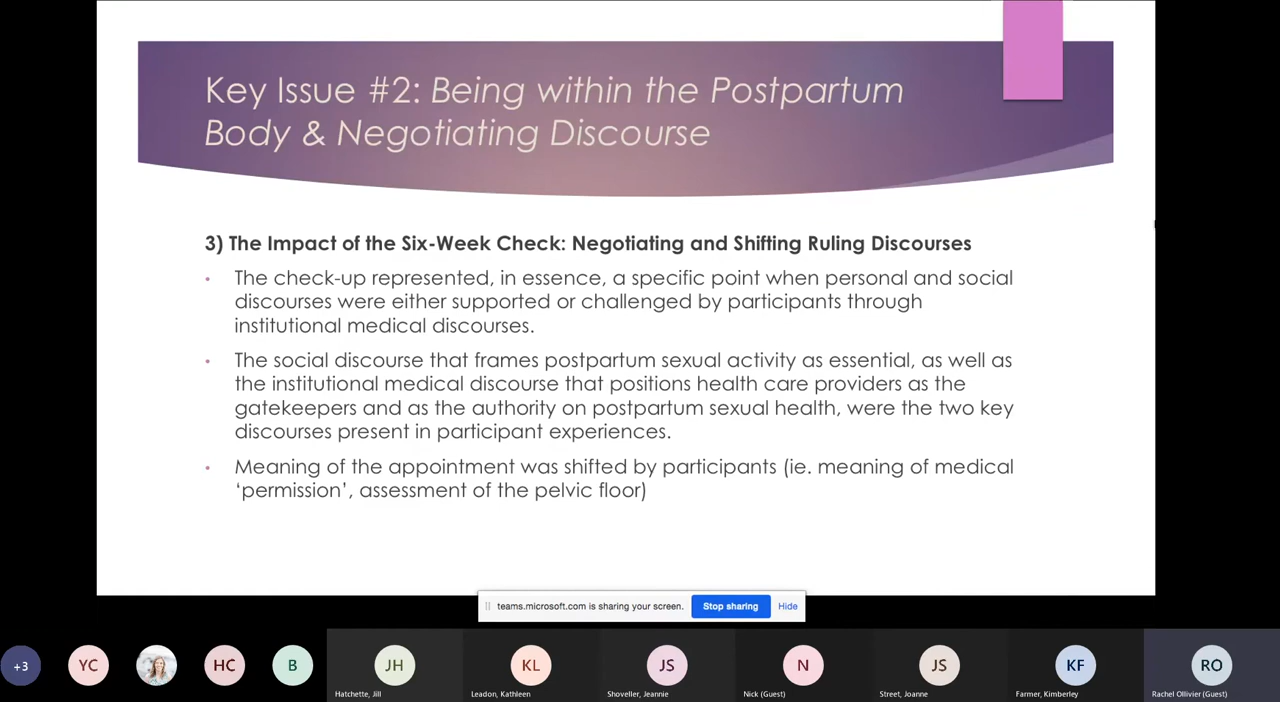 Key Issue #2: Being within the Postpartum
Body & Negotiating Discourse
3) The Impact of the Six-Week Check: Negotiating and Shifting Ruling Discourses
• The check-up represented, in essence, a specific point when personal and social
discourses were either supported or challenged by participants through
institutional medical discourses.
• The social discourse that frames postpartum sexual activity as essential, as well as
the institutional medical discourse that positions health care providers as the
gatekeepers and as the authority on postpartum sexual health, were the two key
discourses present in participant experiences.
• Meaning of the appointment was shifted by participants (ie. meaning of medical
‘permission’, assessment of the pelvic floor)
teams.microsoft.com is sharing your screen. Stop sharing Hide
+3 YC HC B JH KL JS N JS KF RO
Hatchette, Jill Leadon, Kathleen Shoveller, Jeannie Nick (Guest) Street, Joanne Farmer, Kimberley Rachel Ollivier (Guest)